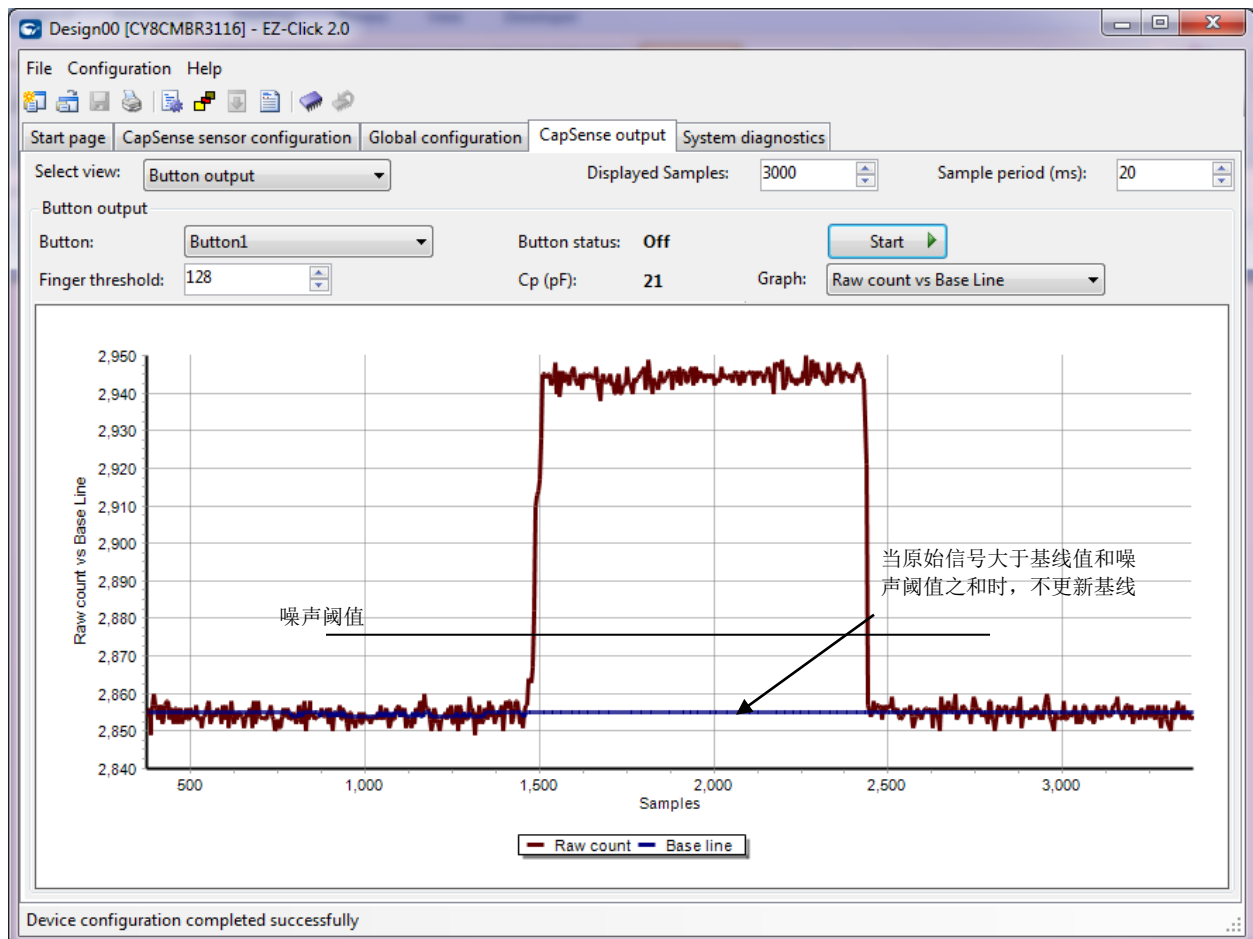 Design00 [CY8CMBR3116] - EZ-Click 2.0
File Configuration Help
Start page CapSense sensor configuration Global configuration CapSense output System diagnostics
Select view: Button output Displayed Samples: 3000 Sample period (ms): 20
Button output
Button: Button1 Button status: Off Start
Finger threshold: 128 Cp (pF): 21 Graph: Raw count vs Base Line
2,950
2,940
2,930
2,920
2,910
2,900
2,890
2,880
2,870
2,860
2,850
2,840
Raw count vs Base Line
当原始信号大于基线值和噪
声阈值之和时，不更新基线
噪声阈值
500 1,000 1,500 2,000 2,500 3,000
Samples
Raw count Base line
Device configuration completed successfully